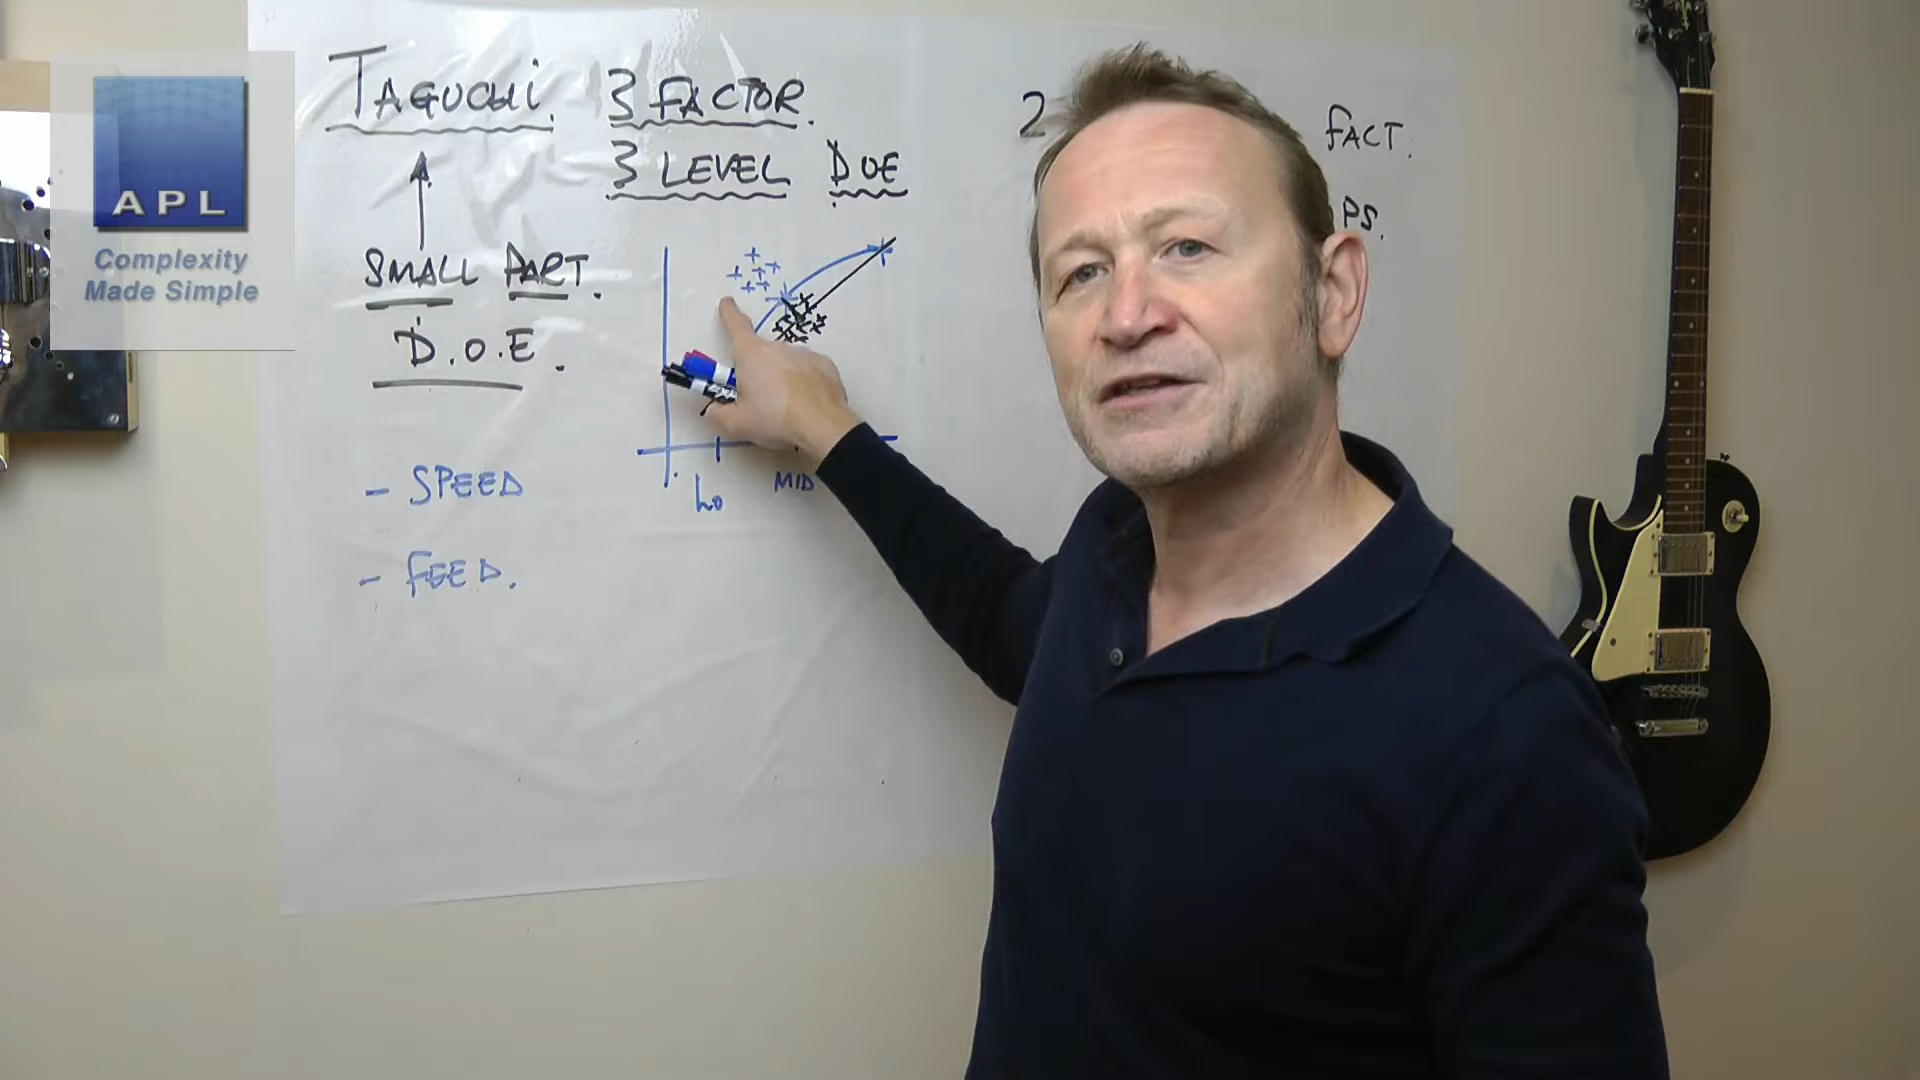 APL
Complexity
Made Simple
TAGUCHI. 3 FACTOR.
3 LEVEL DOE
SMALL PART.
D.O.E.
- SPEED
- FEED.
LO MID
2 FACT.
PS.